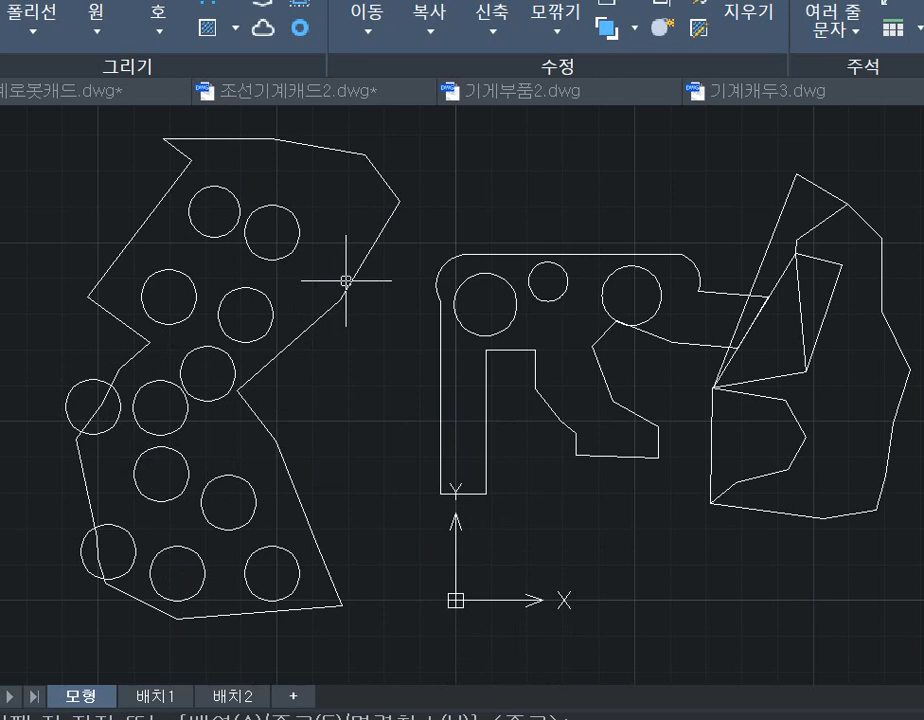 폴리선 원 호 이동 복사 신축 모깎기 지우기 여러 줄
문자
그리기 수정 주석
로봇캐드.dwg* 조선기계캐드2.dwg* 기게부품2.dwg 기계캐두3.dwg
Y
X
모형 배치1 배치2 +